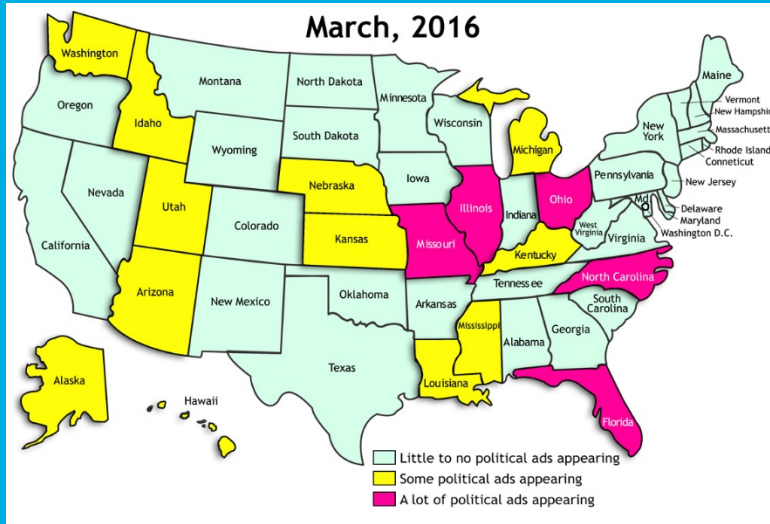 March, 2016
Washington
Montana
North Dakota
Minnesota
Maine
Vermont
New Hampshire
Massachusetts
Rhode Island
Conneticut
New Jersey
Delaware
Maryland
Washington D.C.
Oregon
Idaho
Wyoming
South Dakota
Wisconsin
Michigan
New
York
Nevada
Utah
Colorado
Nebraska
Iowa
Illinois
Indiana
Ohio
Pennsylvania
Md
West
Virginia
Virginia
California
Kansas
Missouri
Kentucky
Arizona
New Mexico
Oklahoma
Arkansas
Tennessee
North Carolina
South
Carolina
Texas
Louisiana
Mississippi
Alabama
Georgia
Florida
Alaska
Hawaii
Little to no political ads appearing
Some political ads appearing
A lot of political ads appearing